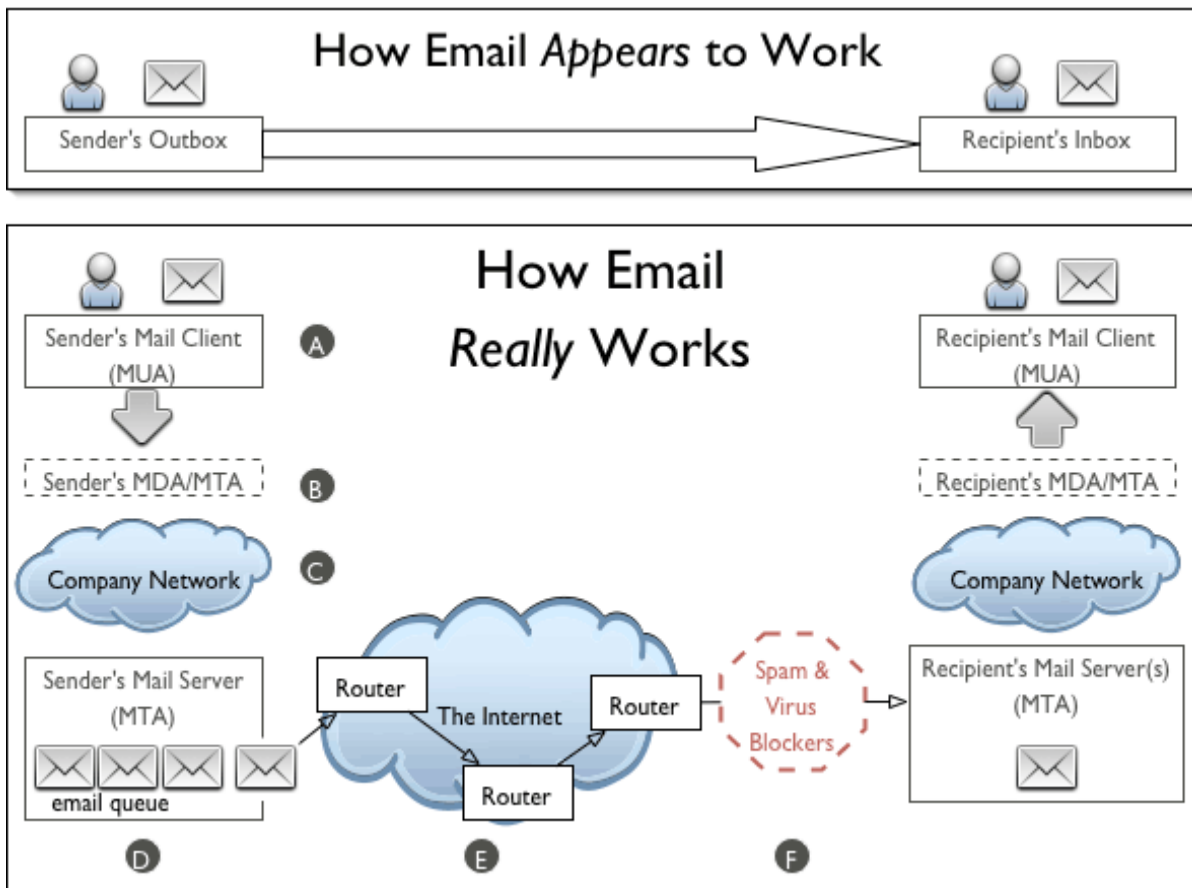 How Email Appears to Work
Sender's Outbox
Recipient's Inbox
How Email
Really Works
Sender's Mail Client
(MUA)
A
Recipient's Mail Client
(MUA)
Sender's MDA/MTA
B
Recipient's MDA/MTA
Company Network
C
Company Network
Sender's Mail Server
(MTA)
email queue
Router
The Internet
Router
Router
Spam &
Virus
Blockers
Recipient's Mail Server(s)
(MTA)
D
E
F